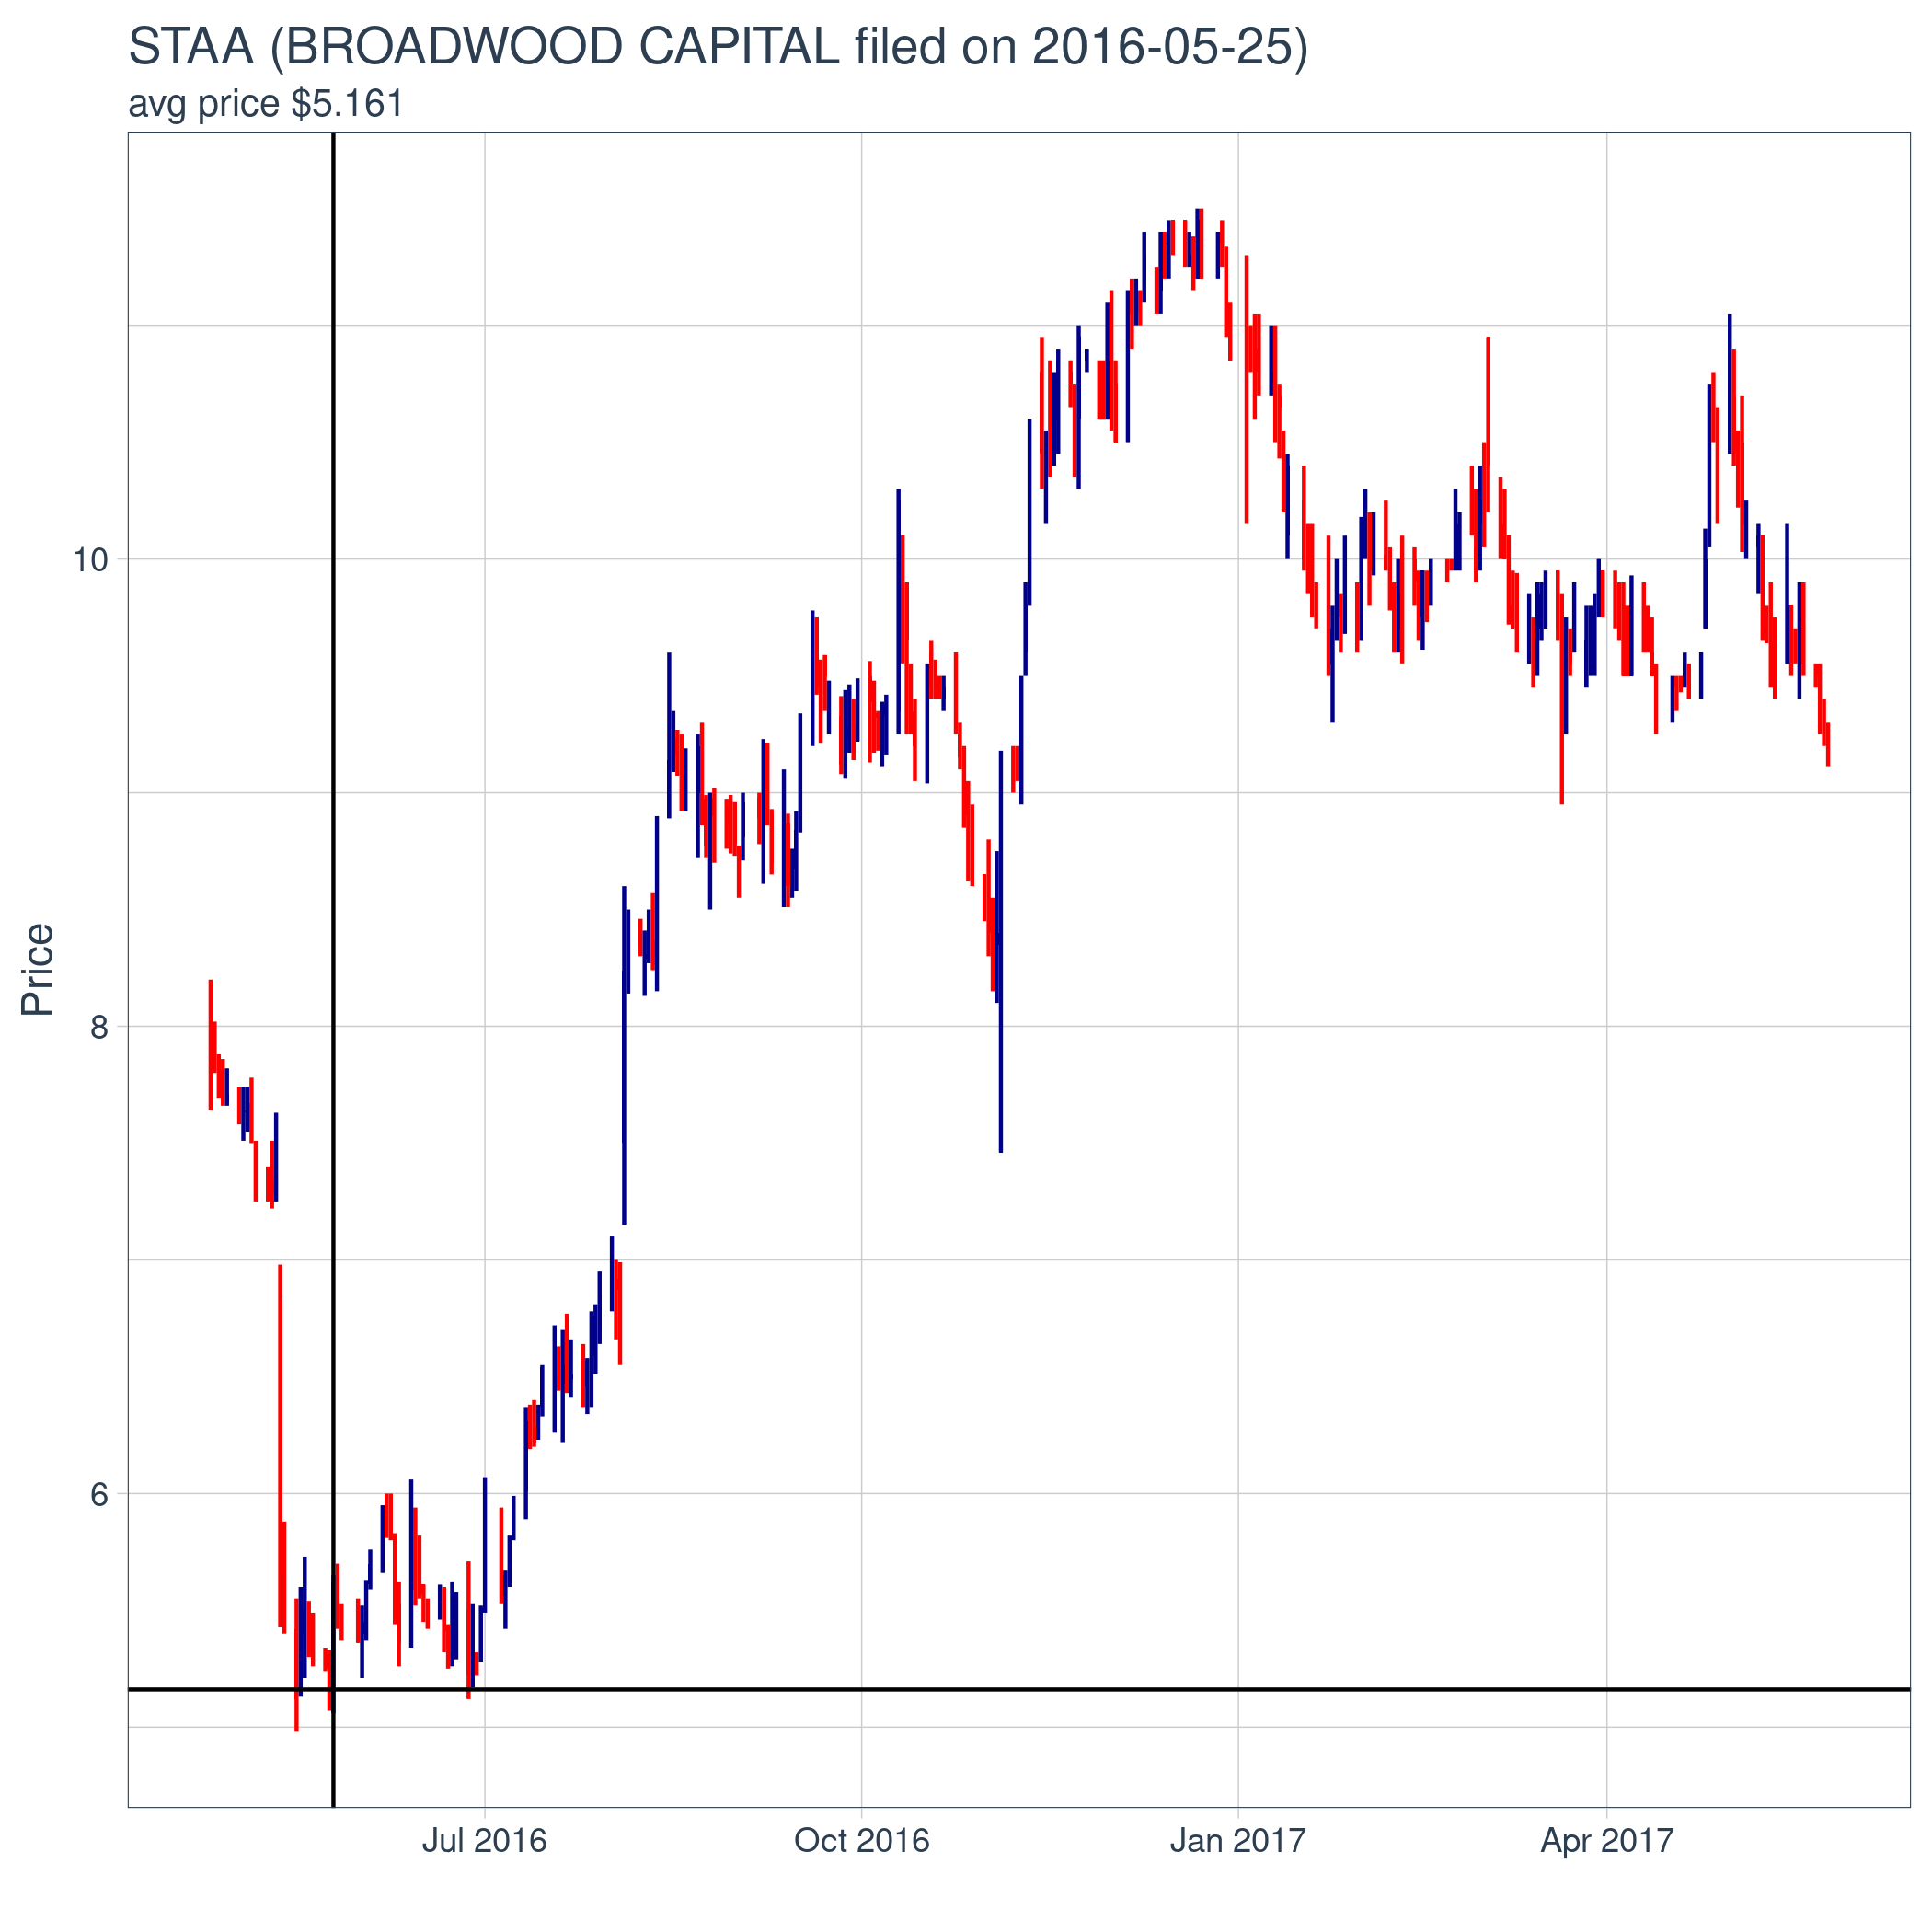 STAA (BROADWOOD CAPITAL filed on 2016-05-25)
avg price $5.161
Price
10
8
6
Jul 2016
Oct 2016
Jan 2017
Apr 2017